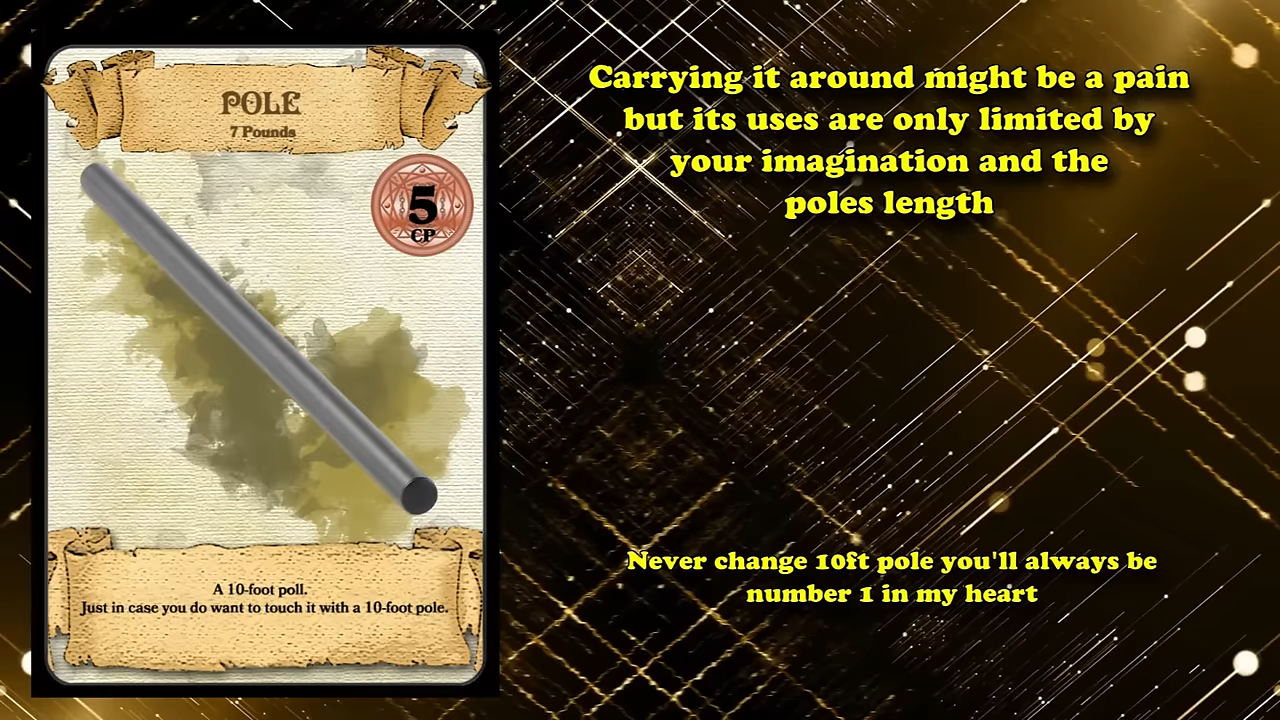 POLE
7 Pounds
5
CP
A 10-foot poll.
Just in case you do want to touch it with a 10-foot pole.
Carrying it around might be a pain
but its uses are only limited by
your imagination and the
poles length
Never change 10ft pole you'll always be
number 1 in my heart